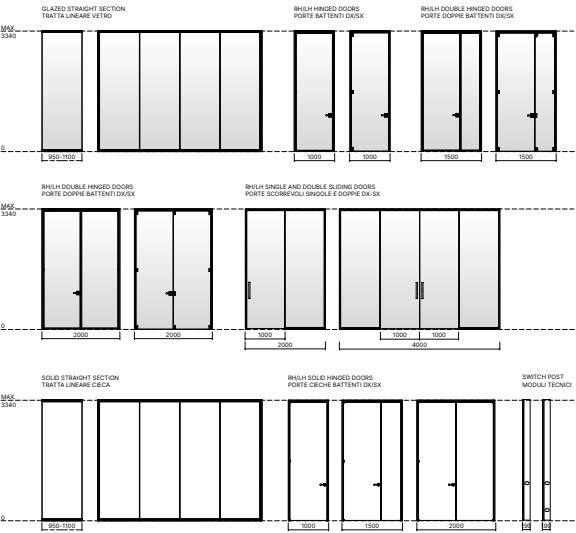 GLAZED STRAIGHT SECTION
TRATTA LINEARE VETRO
RH/LH HINGED DOORS
PORTE BATTENTI DX/SX
RH/LH DOUBLE HINGED DOORS
PORTE DOPPIE BATTENTI DX/SX
MAX.
3340
0
950-1100
1000
1000
1500
1500
RH/LH DOUBLE HINGED DOORS
PORTE DOPPIE BATTENTI DX/SX
RH/LH SINGLE AND DOUBLE SLIDING DOORS
PORTE SCORREVOLI SINGOLE E DOPPIE DX-SX
MAX.
3340
0
2000
2000
1000
2000
1000
1000
4000
SOLID STRAIGHT SECTION
TRATTA LINEARE CIECA
RH/LH SOLID HINGED DOORS
PORTE CIECHE BATTENTI DX/SX
SWITCH POST
MODULI TECNICI
MAX.
3340
0
950-1100
1000
1500
2000
190
190